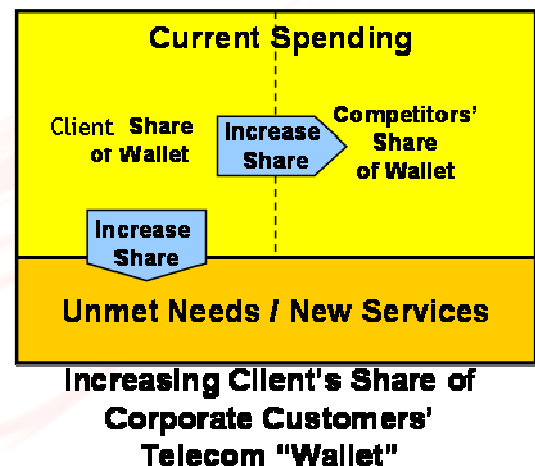 Current Spending
Client Share
of Wallet
Increase
Share
Competitors'
Share
of Wallet
Increase
Share
Unmet Needs / New Services
Increasing Client's Share of
Corporate Customers'
Telecom "Wallet"